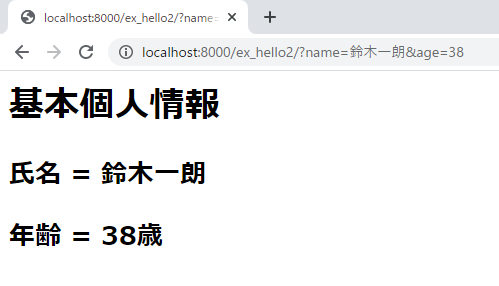 localhost:8000/ex_hello2/?name=
localhost:8000/ex_hello2/?name=鈴木一朗&age=38
基本個人情報
氏名 = 鈴木一朗
年齢 = 38歳